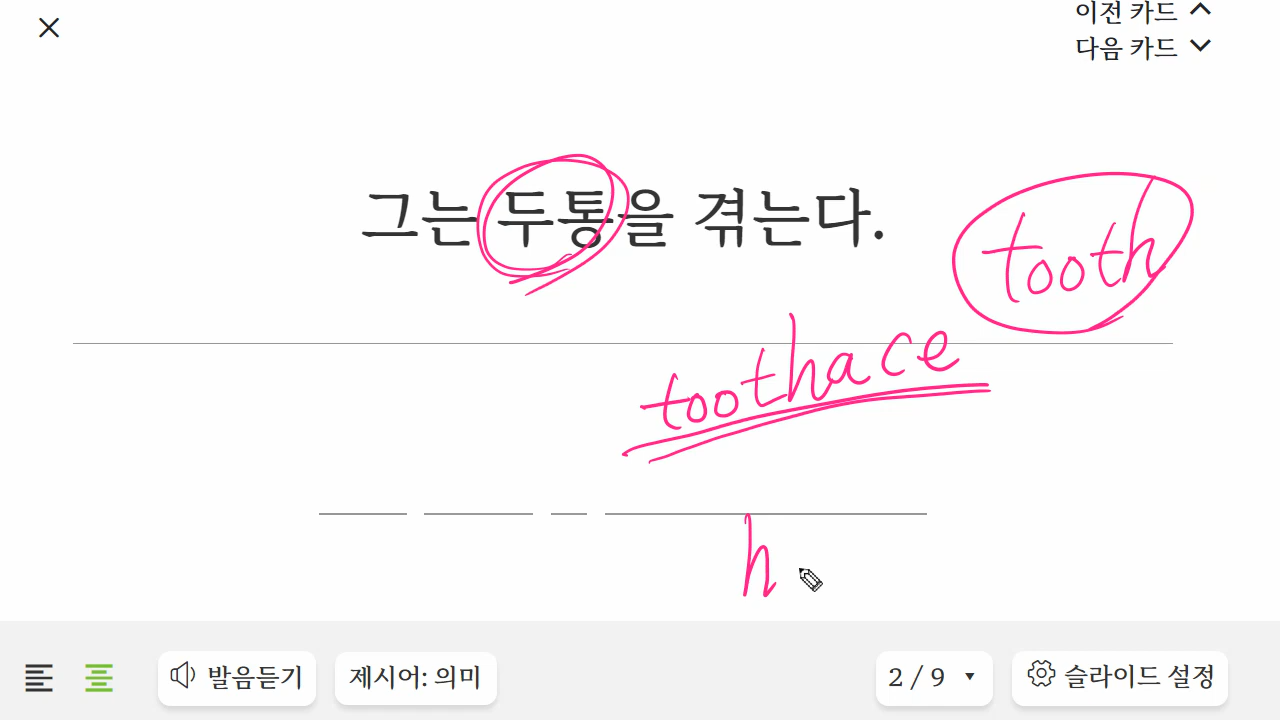 이전 카드
다음 카드
그는 두통을 겪는다.
tooth
toothace
h
발음듣기
제시어: 의미
2 / 9
슬라이드 설정